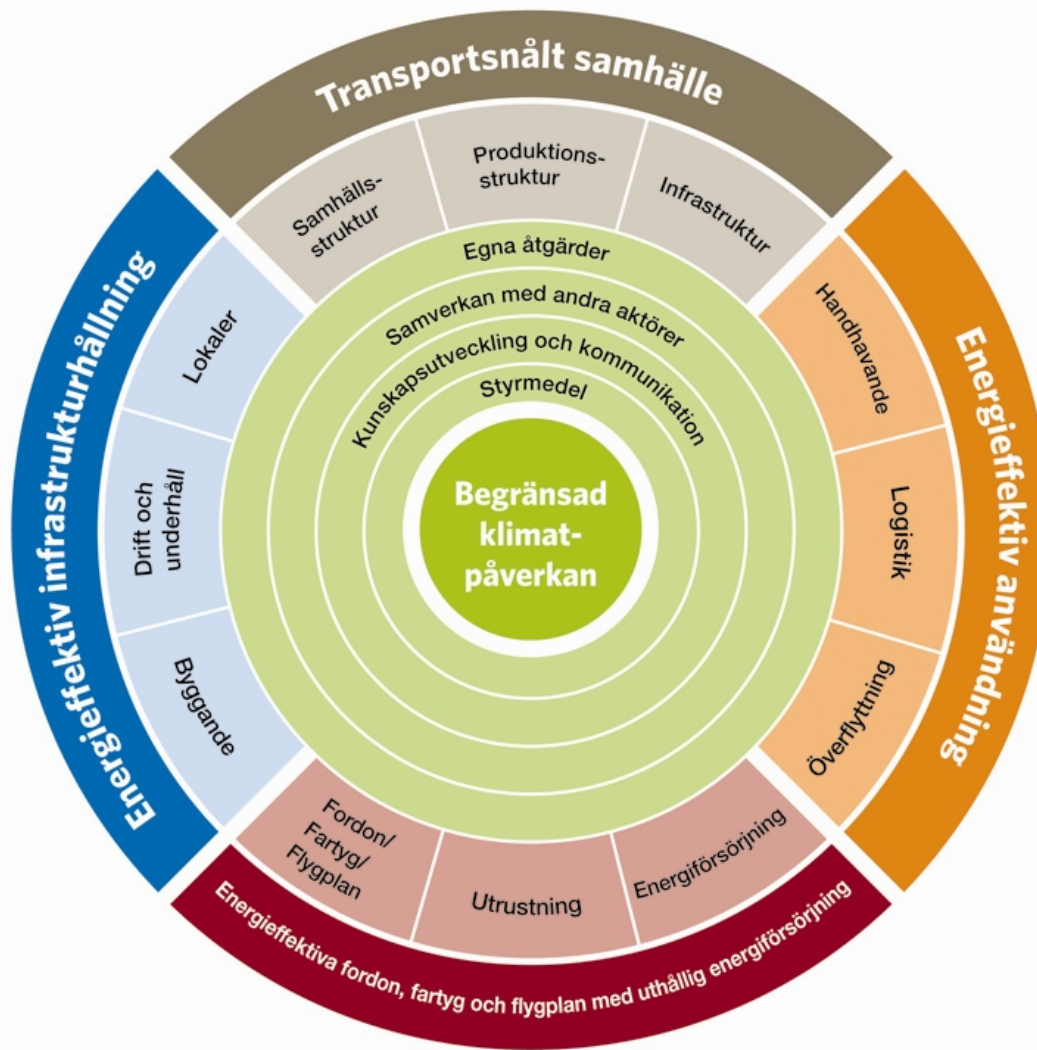 Transportsnålt samhälle
Samhälls-
struktur
Produktions-
struktur
Infrastruktur
Egna åtgärder
Samverkan med andra aktörer
Kunskapsutveckling och kommunikation
Styrmedel
Begränsad
klimat-
påverkan
Energieffektiv infrastrukturhållning
Lokaler
Drift och
underhåll
Byggande
Energieffektiv användning
Handhavande
Logistik
Överflyttning
Fordon/
Fartyg/
Flygplan
Utrustning
Energiförsörjning
Energieffektiva fordon, fartyg och flygplan med uthållig energiförsörjning